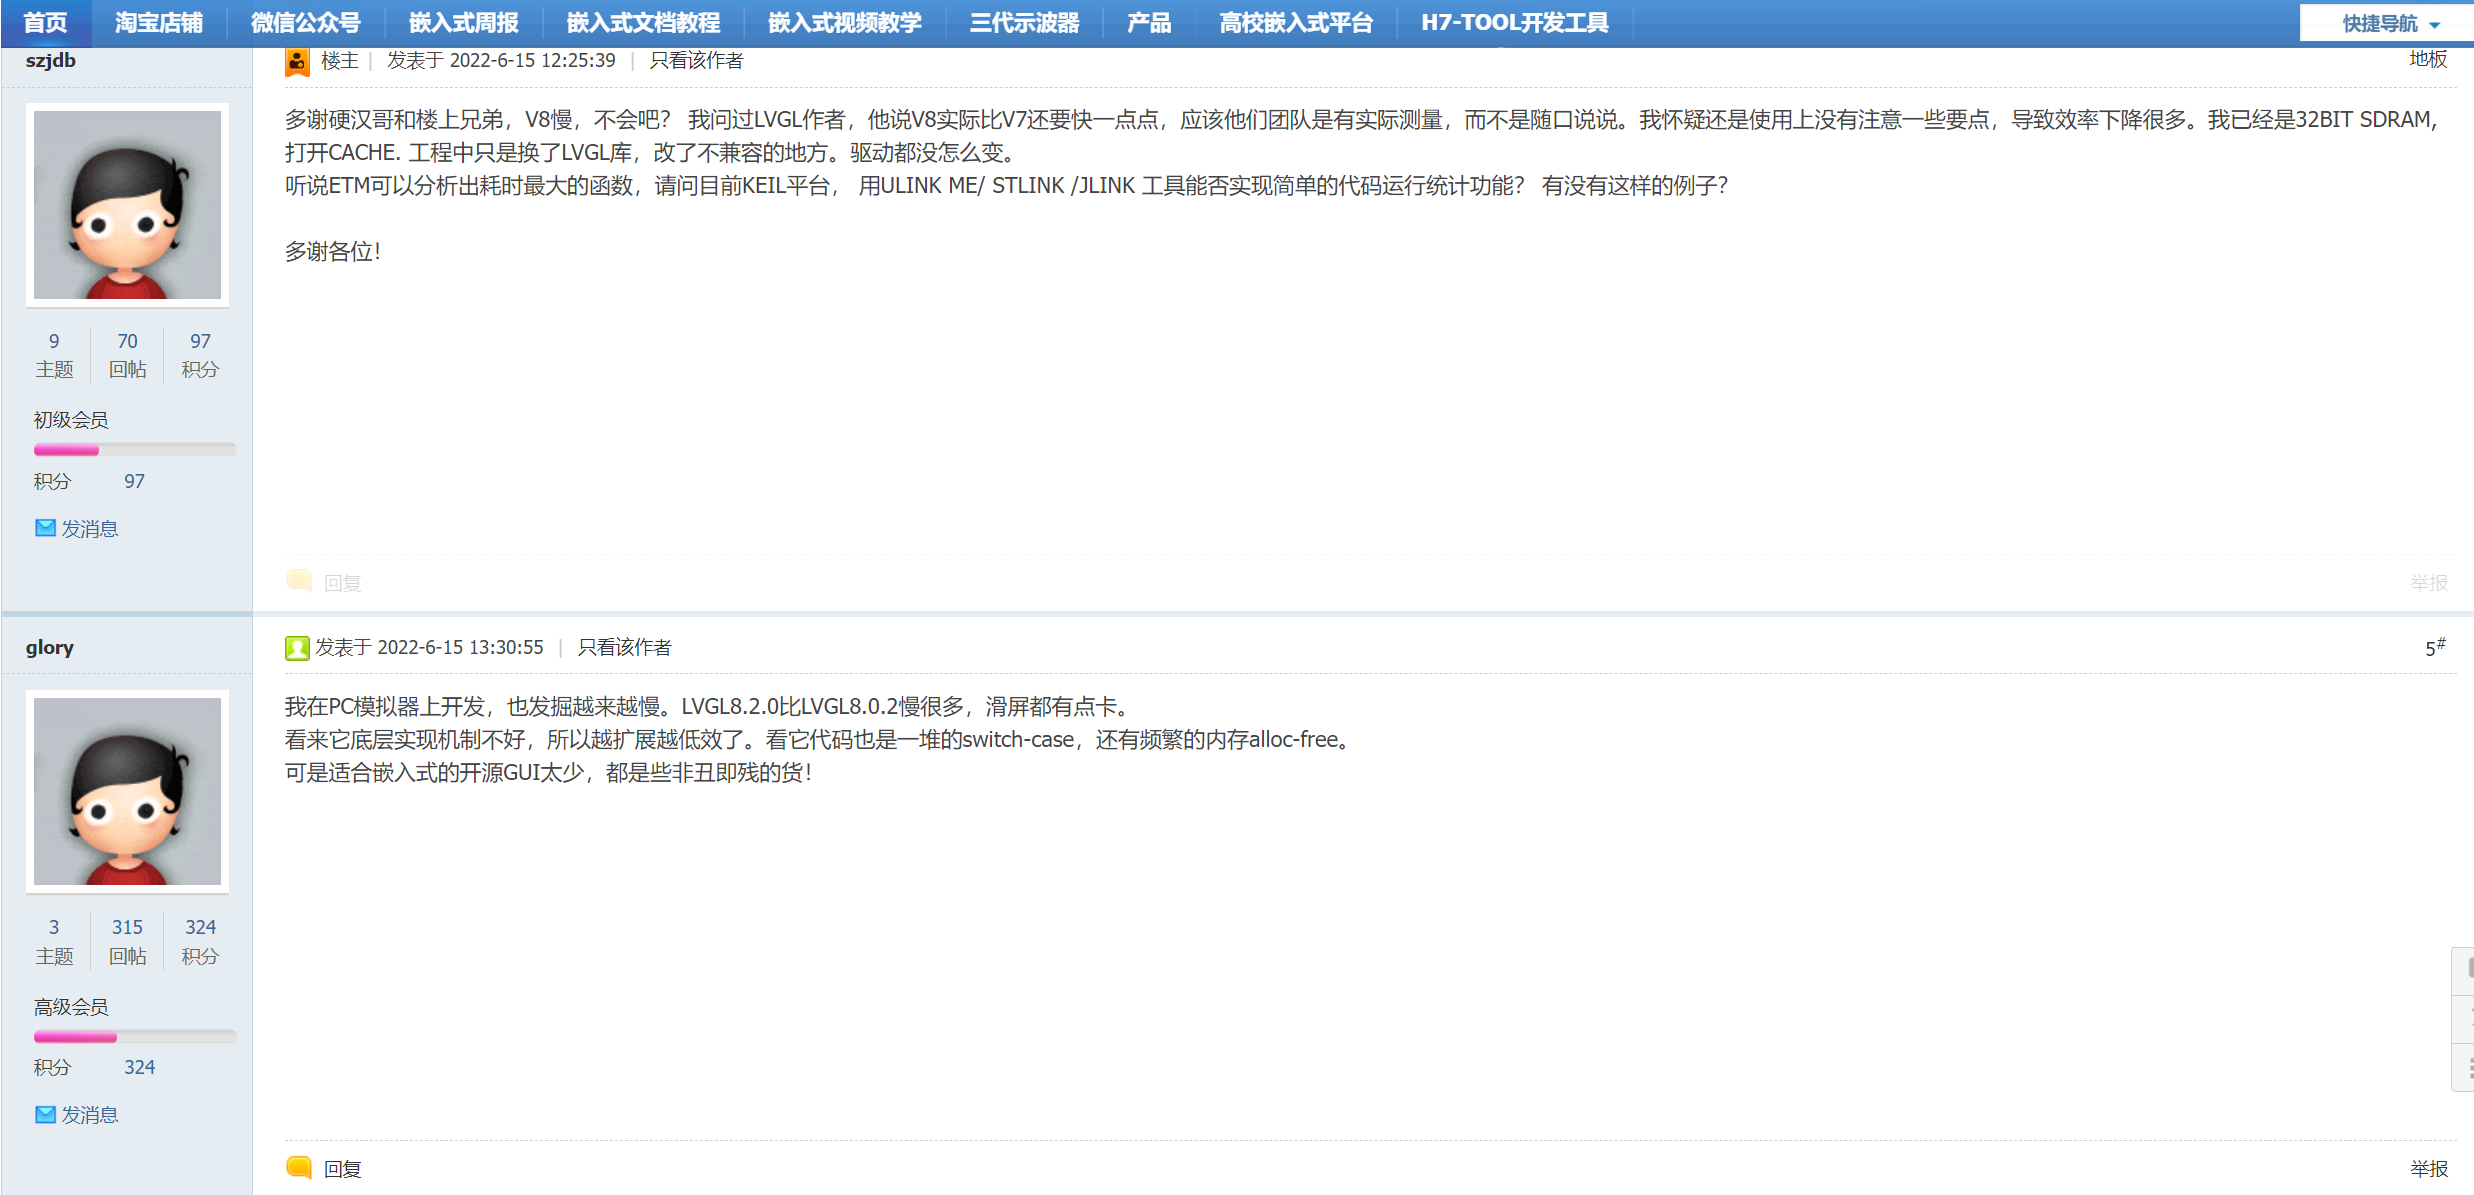 首页 淘宝店铺 微信公众号 嵌入式周报 嵌入式文档教程 嵌入式视频教学 三代示波器 产品 高校嵌入式平台 H7-TOOL开发工具 快捷导航
szjdb
楼主 | 发表于 2022-6-15 12:25:39 | 只看该作者
地板
多谢硬汉哥和楼上兄弟，V8慢，不会吧？ 我问过LVGL作者，他说V8实际比V7还要快一点点，应该他们团队是有实际测量，而不是随口说说。我怀疑还是使用上没有注意一些要点，导致效率下降很多。我已经是32BIT SDRAM，
打开CACHE. 工程中只是换了LVGL库，改了不兼容的地方。驱动都没怎么变。
听说ETM可以分析出耗时最大的函数，请问目前KEIL平台， 用ULINK ME/ STLINK /JLINK 工具能否实现简单的代码运行统计功能？ 有没有这样的例子？
多谢各位！
9 70 97
主题 回帖 积分
初级会员
积分 97
发消息
回复
举报
glory
发表于 2022-6-15 13:30:55 | 只看该作者
5#
我在PC模拟器上开发，也发掘越来越慢。LVGL8.2.0比LVGL8.0.2慢很多，滑屏都有点卡。
看来它底层实现机制不好，所以越扩展越低效了。看它代码也是一堆的switch-case，还有频繁的内存alloc-free。
可是适合嵌入式的开源GUI太少，都是些非丑即残的货！
3 315 324
主题 回帖 积分
高级会员
积分 324
发消息
回复
举报